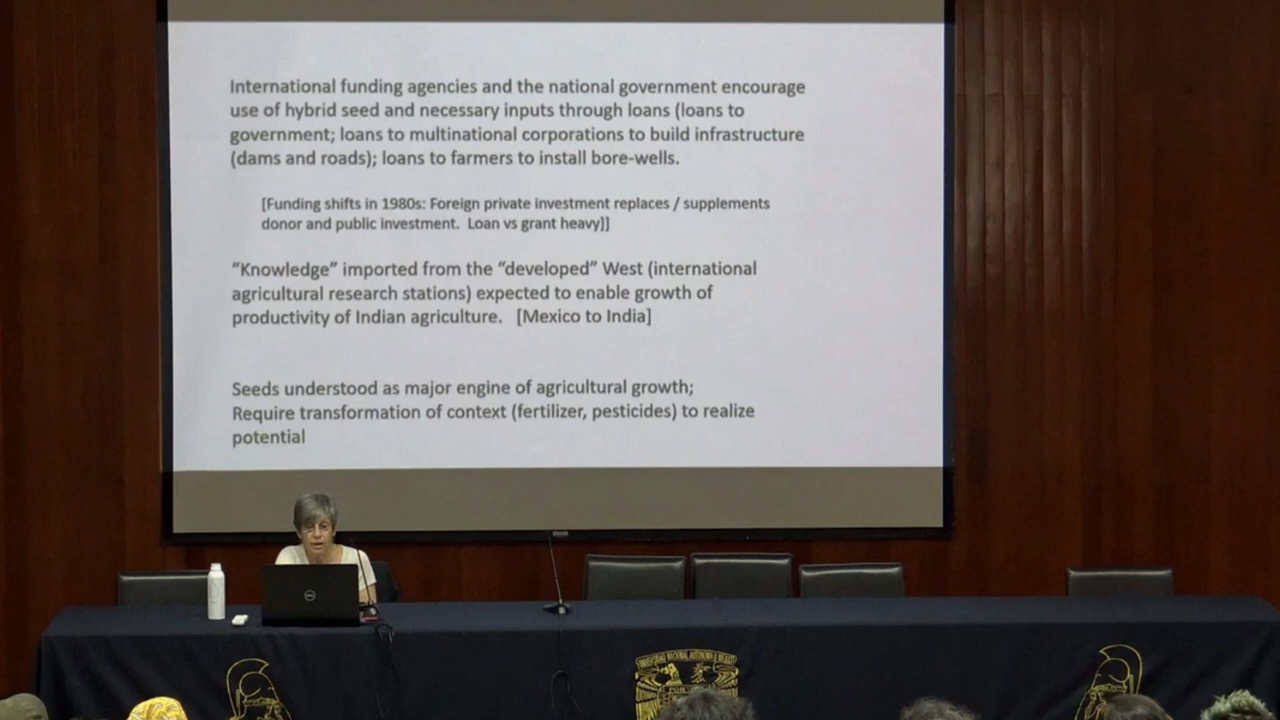 International funding agencies and the national government encourage
use of hybrid seed and necessary inputs through loans (loans to
government; loans to multinational corporations to build infrastructure
(dams and roads); loans to farmers to install bore-wells.
[Funding shifts in 1980s: Foreign private investment replaces / supplements
donor and public investment.  Loan vs grant heavy]]
“Knowledge” imported from the “developed” West (international
agricultural research stations) expected to enable growth of
productivity of Indian agriculture.   [Mexico to India]
Seeds understood as major engine of agricultural growth;
Require transformation of context (fertilizer, pesticides) to realize
potential
DELL